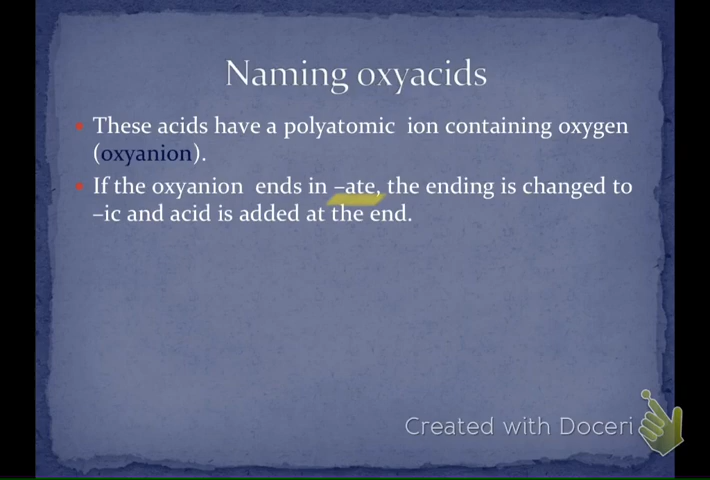 Naming oxyacids
• These acids have a polyatomic ion containing oxygen
(oxyanion).
• If the oxyanion ends in –ate, the ending is changed to
–ic and acid is added at the end.
Created with Doceri